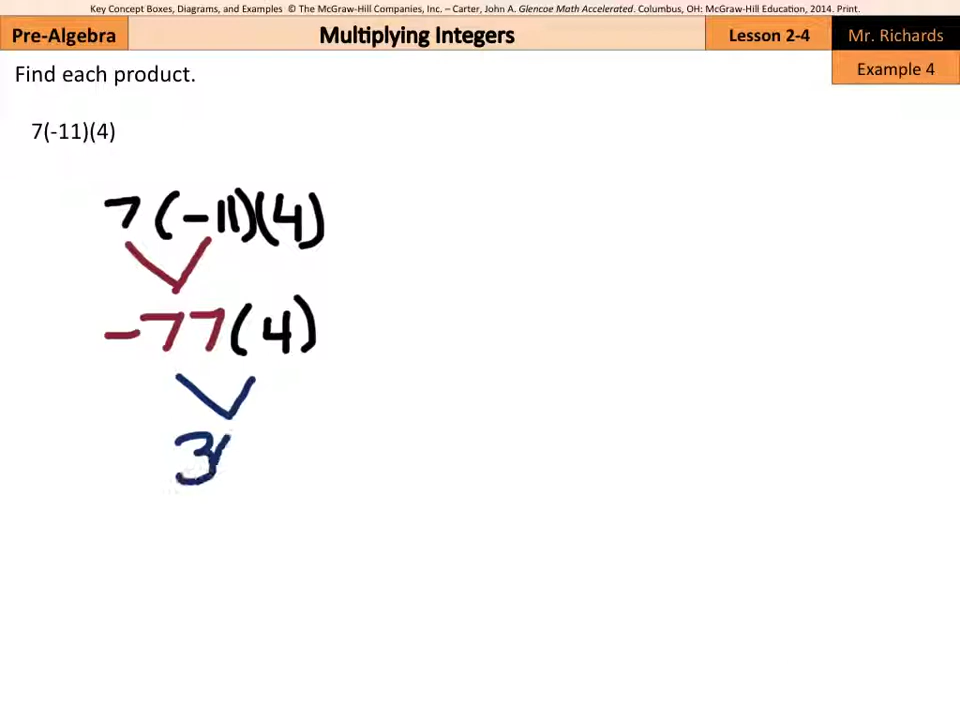 Key Concept Boxes, Diagrams, and Examples © The McGraw-Hill Companies, Inc. – Carter, John A. Glencoe Math Accelerated. Columbus, OH: McGraw-Hill Education, 2014. Print.
Pre-Algebra
Multiplying Integers
Lesson 2-4
Mr. Richards
Example 4
Find each product.
7(-11)(4)
7(-11)(4)
-77(4)
3